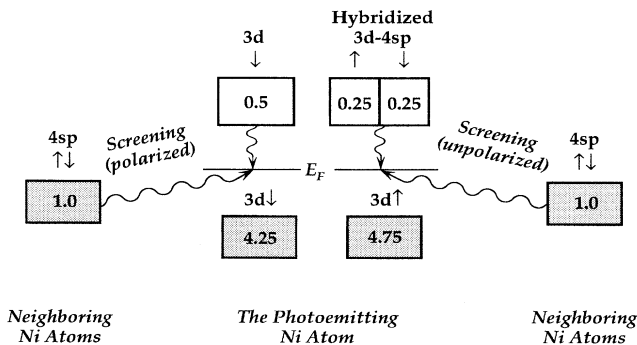 Hybridized
3d
3d-4sp
↓
↑ ↓
0.5
0.25 0.25
4sp
↑↓
Screening
(polarized)
Screening
(unpolarized)
4sp
↑↓
E_F
1.0
3d↓
3d↑
1.0
4.25
4.75
Neighboring
Ni Atoms
The Photoemitting
Ni Atom
Neighboring
Ni Atoms